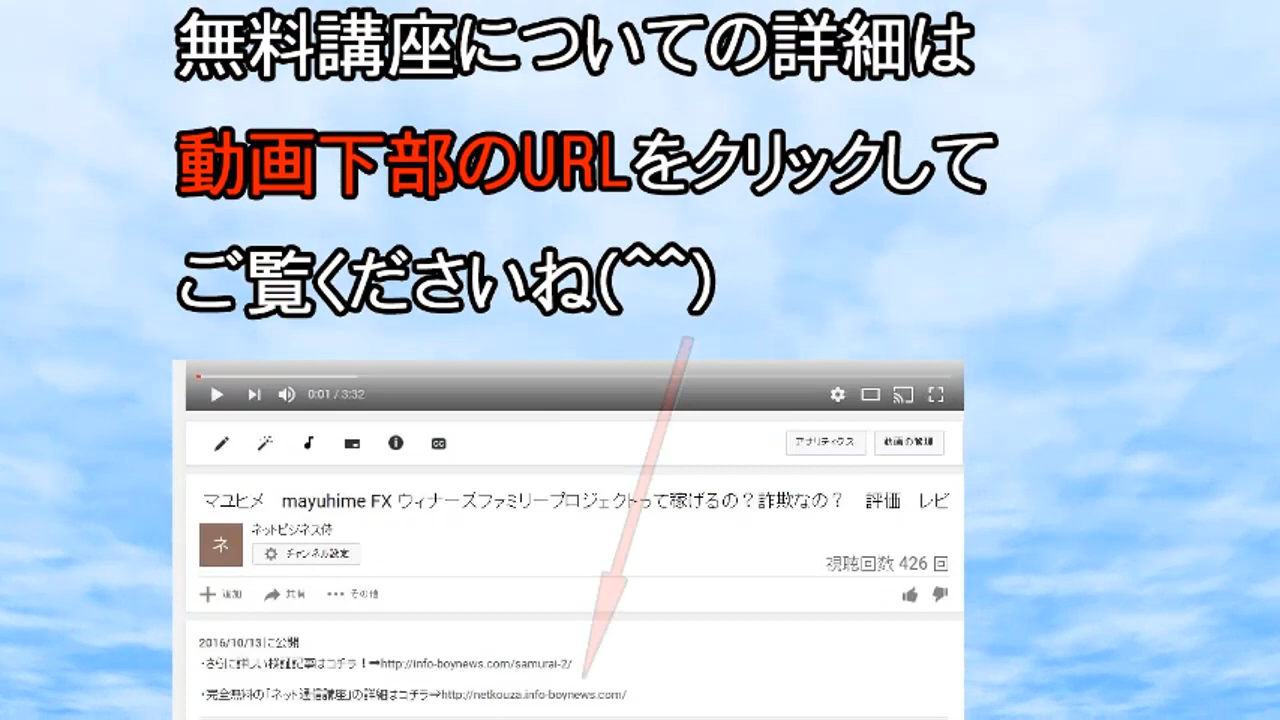 無料講座についての詳細は
動画下部のURLをクリックして
ご覧くださいね(^^)
0:01 / 3:32
アナリティクス
動画の管理
マユヒメ mayuhime FX ウィナーズファミリープロジェクトって稼げるの？詐欺なの？ 評価 レビ
ネットビジネス侍
ネ
チャンネル設定
視聴回数 426 回
追加 共有 その他
2016/10/13に公開
・さらに詳しい検証記事はコチラ！⇒http://info-boynews.com/samurai-2/
・完全無料の「ネット通信講座」の詳細はコチラ⇒http://netkouza.info-boynews.com/